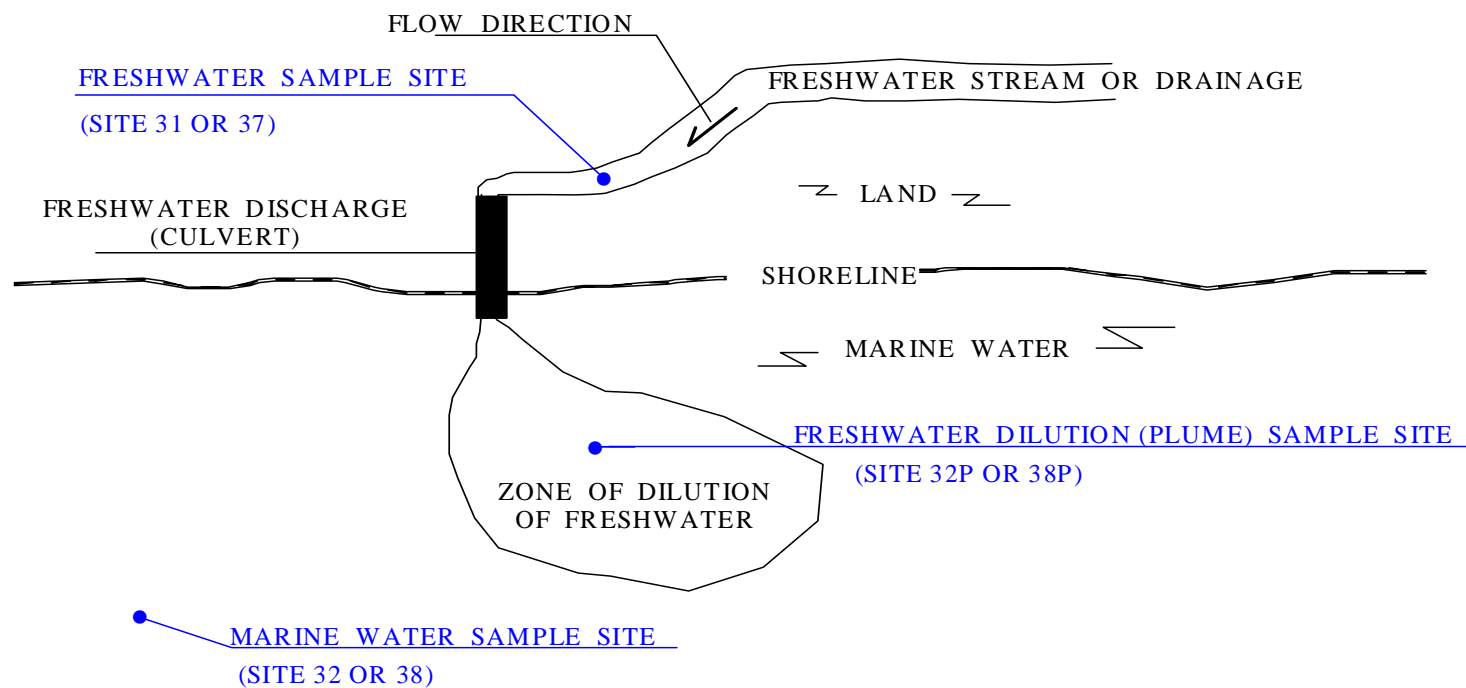 FLOW DIRECTION
FRESHWATER SAMPLE SITE
(SITE 31 OR 37)
FRESHWATER STREAM OR DRAINAGE
LAND
FRESHWATER DISCHARGE
(CULVERT)
SHORELINE
MARINE WATER
FRESHWATER DILUTION (PLUME) SAMPLE SITE
(SITE 32P OR 38P)
ZONE OF DILUTION
OF FRESHWATER
MARINE WATER SAMPLE SITE
(SITE 32 OR 38)